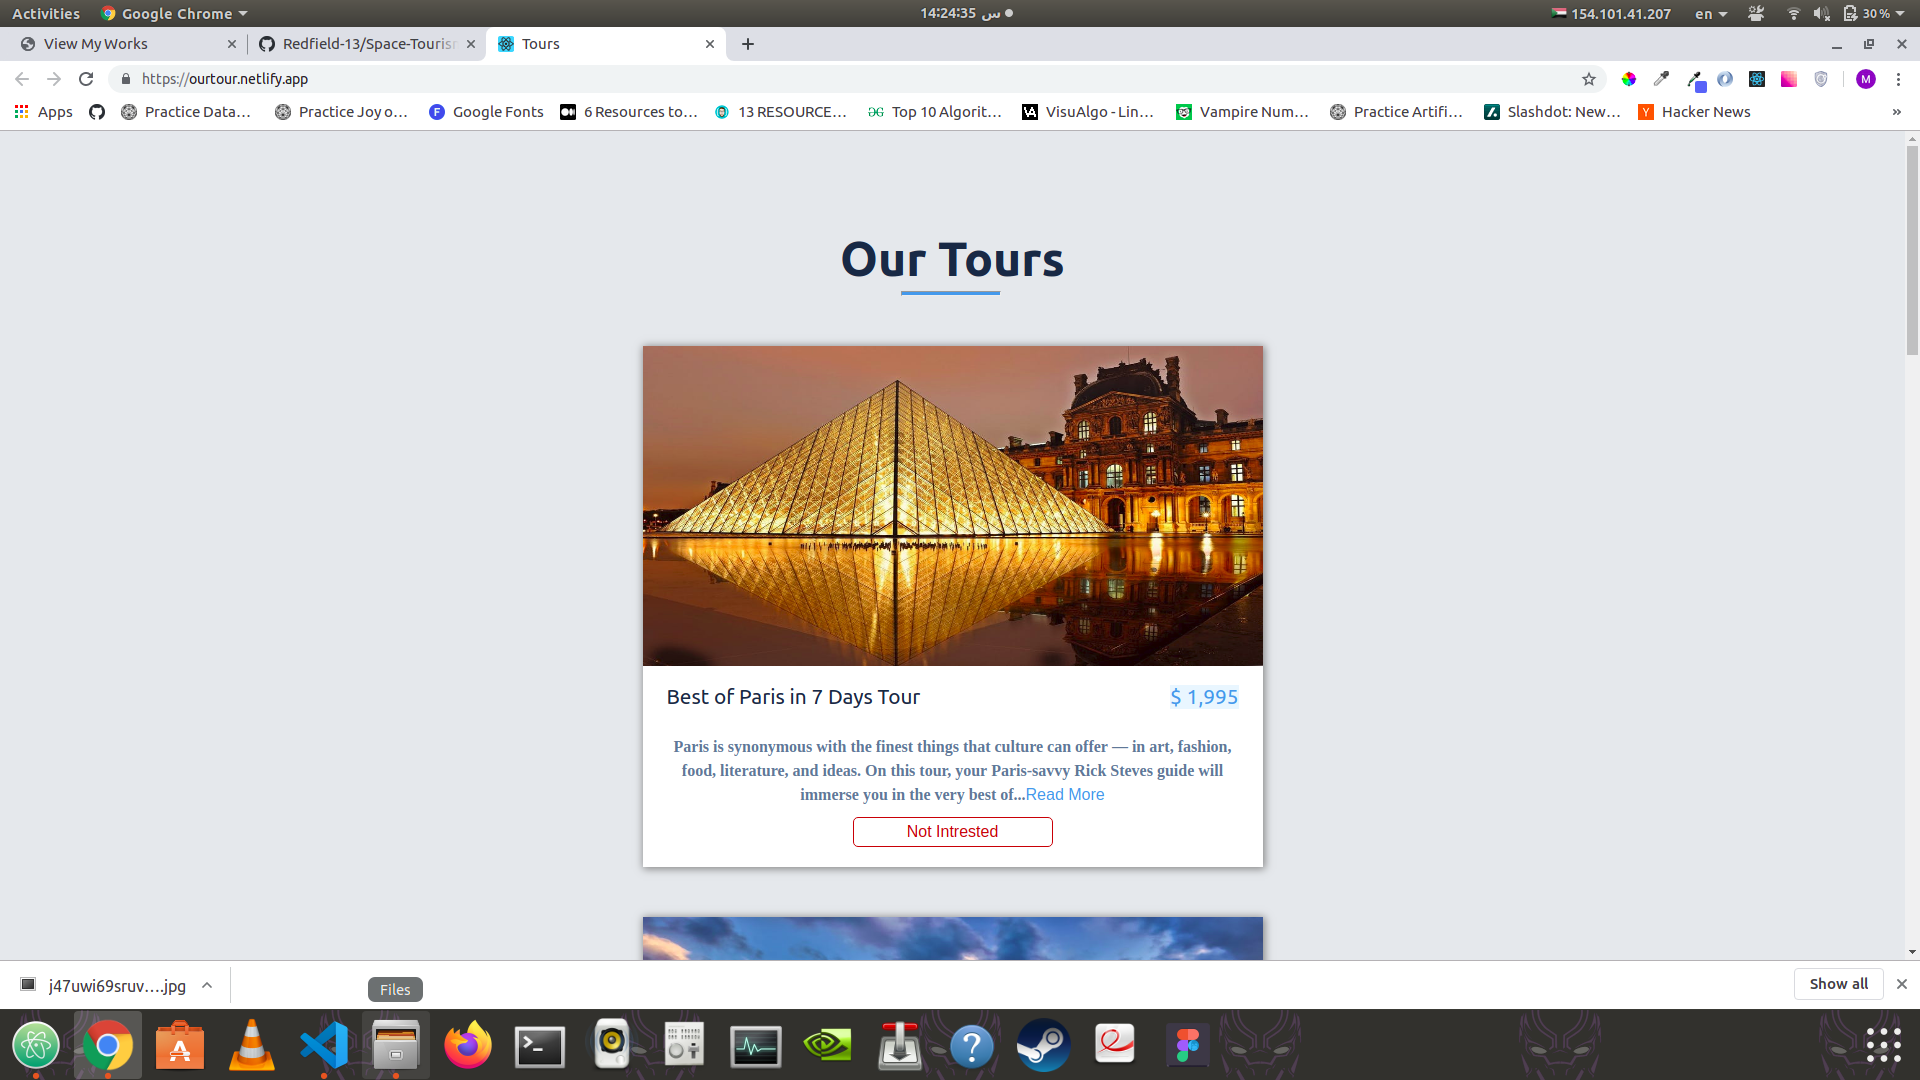 Activities Google Chrome 14:24:35 س 154.101.41.207 en 30 %
View My Works Redfield-13/Space-Tourisr Tours
https://ourtour.netlify.app M
Apps Practice Data… Practice Joy o… F Google Fonts 6 Resources to… 13 RESOURCE… Top 10 Algorit… VisuAlgo - Lin… Vampire Num… Practice Artifi… Slashdot: New… Y Hacker News »
Our Tours
Best of Paris in 7 Days Tour $ 1,995
Paris is synonymous with the finest things that culture can offer — in art, fashion,
food, literature, and ideas. On this tour, your Paris-savvy Rick Steves guide will
immerse you in the very best of...Read More
Not Intrested
j47uwi69sruv….jpg Show all
Files